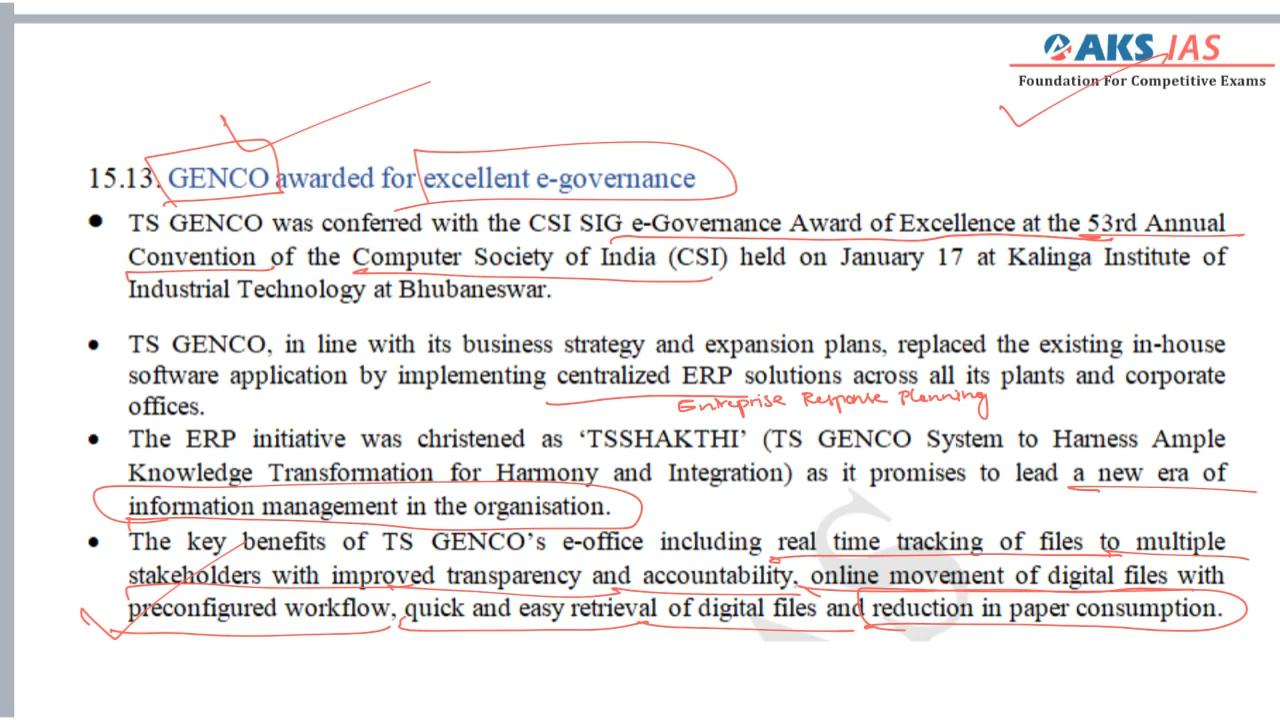 AKS IAS
Foundation For Competitive Exams
15.13. GENCO awarded for excellent e-governance
● TS GENCO was conferred with the CSI SIG e-Governance Award of Excellence at the 53rd Annual
Convention of the Computer Society of India (CSI) held on January 17 at Kalinga Institute of
Industrial Technology at Bhubaneswar.
● TS GENCO, in line with its business strategy and expansion plans, replaced the existing in-house
software application by implementing centralized ERP solutions across all its plants and corporate
offices.
Entreprise Response Planning
● The ERP initiative was christened as ‘TSSHAKTHI’ (TS GENCO System to Harness Ample
Knowledge Transformation for Harmony and Integration) as it promises to lead a new era of
information management in the organisation.
● The key benefits of TS GENCO’s e-office including real time tracking of files to multiple
stakeholders with improved transparency and accountability, online movement of digital files with
preconfigured workflow, quick and easy retrieval of digital files and reduction in paper consumption.